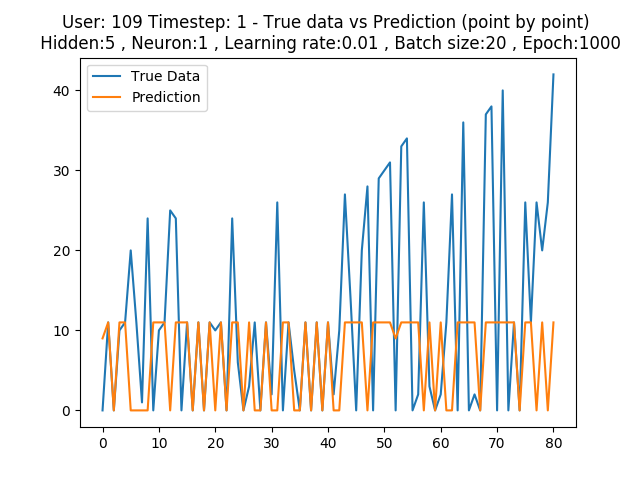 User: 109 Timestep: 1 - True data vs Prediction (point by point)
Hidden:5 , Neuron:1 , Learning rate:0.01 , Batch size:20 , Epoch:1000
True Data
Prediction
40
30
20
10
0
0 10 20 30 40 50 60 70 80